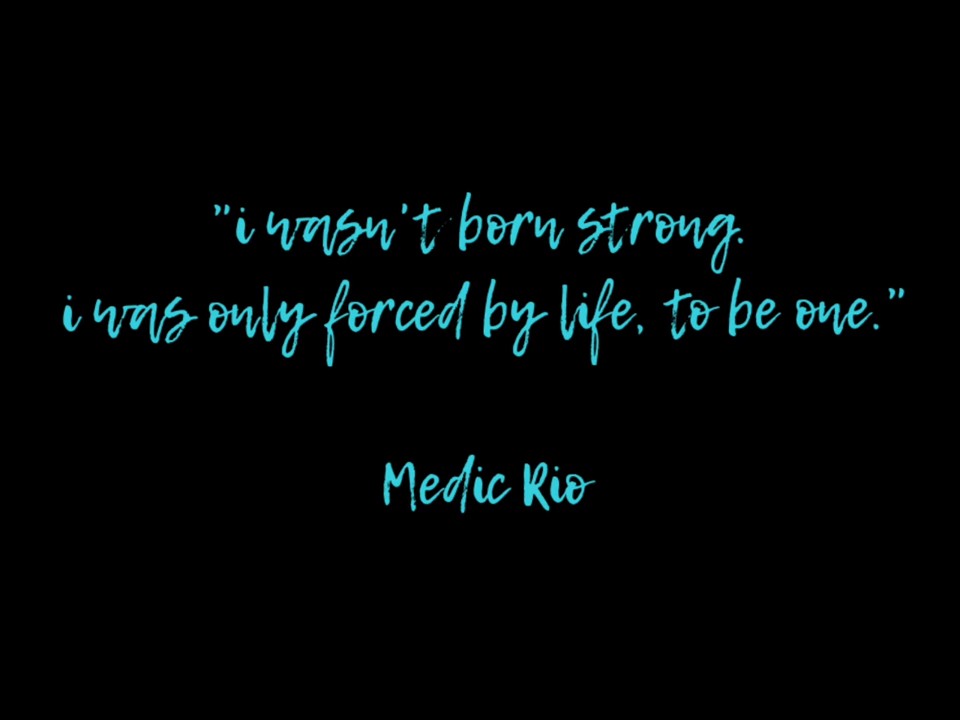 "i wasn't born strong.
i was only forced by life, to be one."
Medic Rio